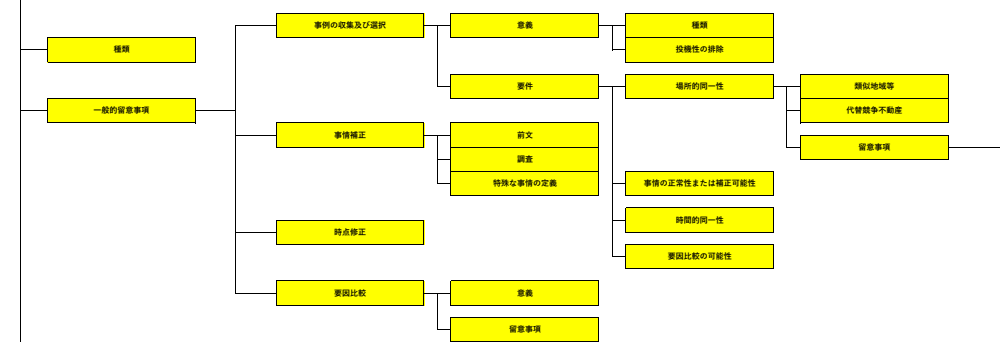 事例の収集及び選択
意義
種類
投機性の排除
種類
要件
場所的同一性
類似地域等
代替競争不動産
一般的留意事項
事情補正
前文
調査
特殊な事情の定義
留意事項
事情の正常性または補正可能性
時間的同一性
時点修正
要因比較の可能性
要因比較
意義
留意事項